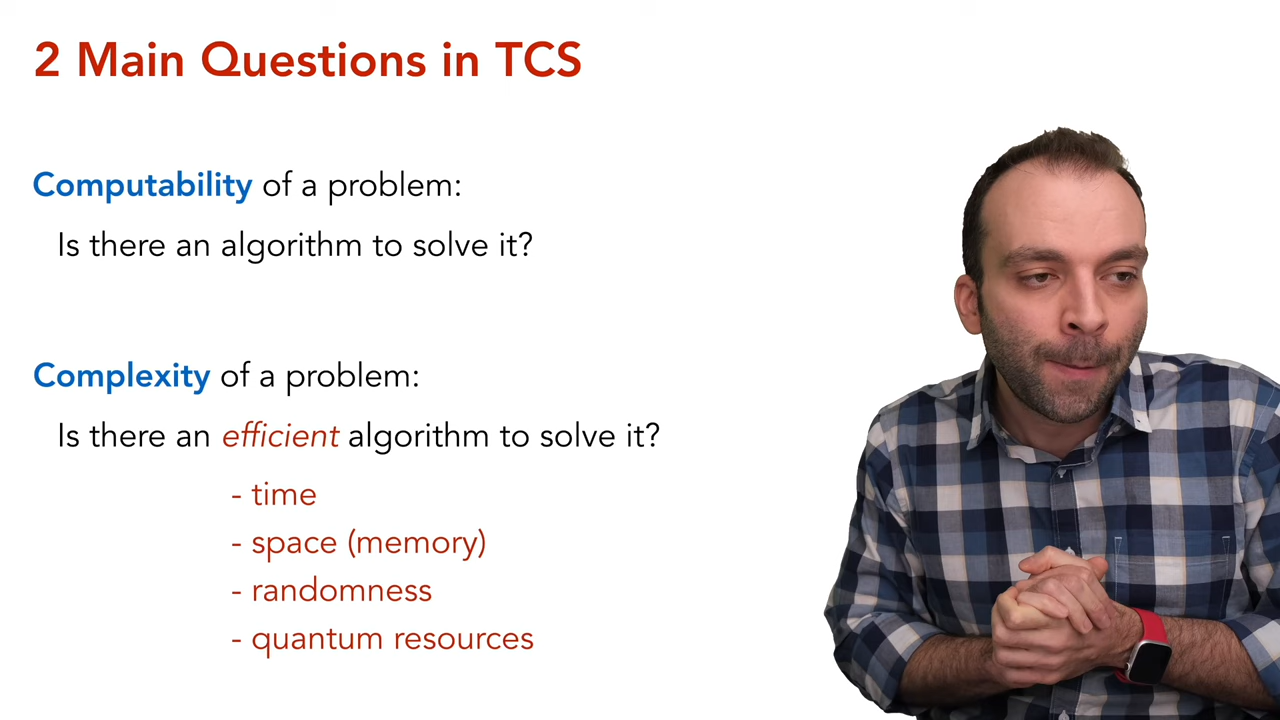 2 Main Questions in TCS
Computability of a problem:
Is there an algorithm to solve it?
Complexity of a problem:
Is there an efficient algorithm to solve it?
- time
- space (memory)
- randomness
- quantum resources